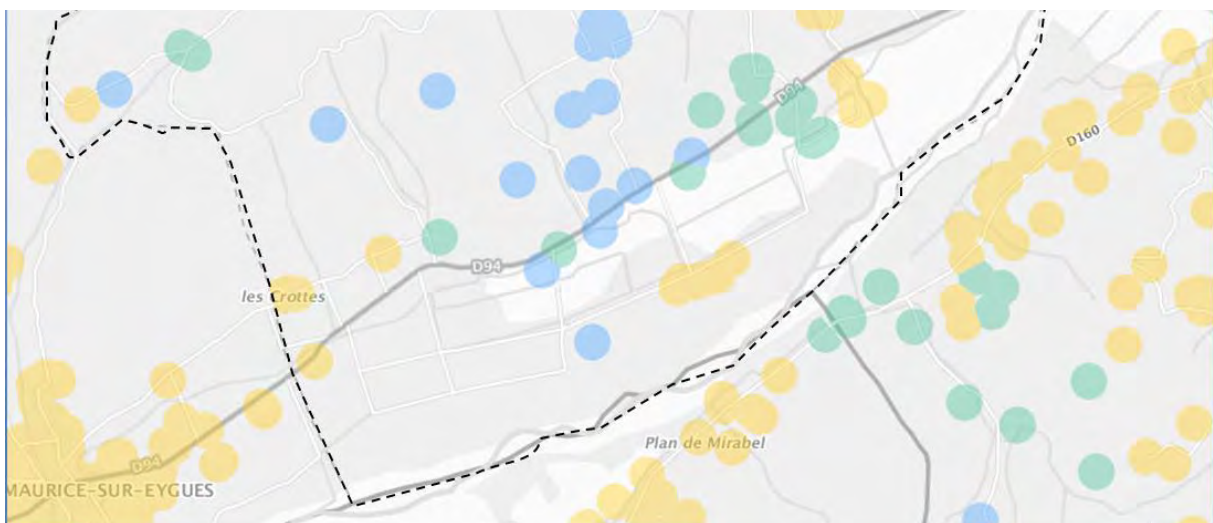 D94
D160
D94
les Crottes
Plan de Mirabel
D94
MAURICE-SUR-EYGUES